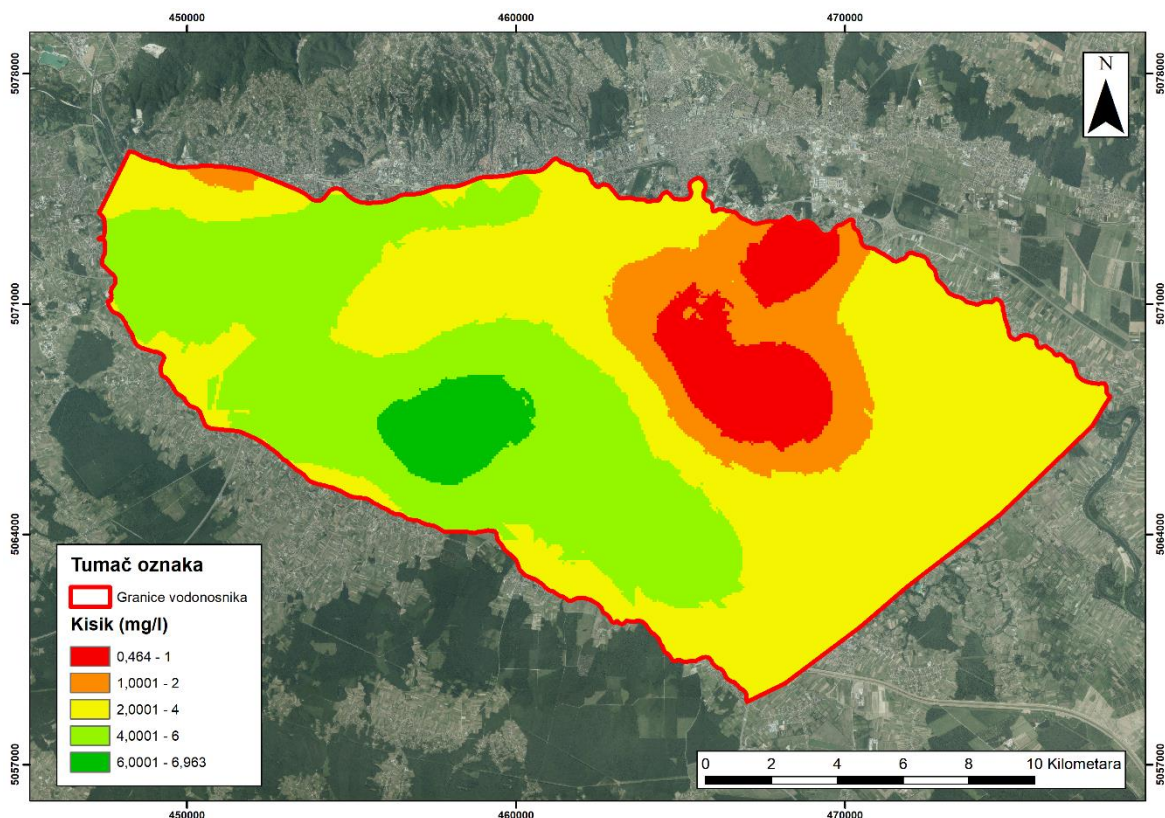 450000
460000
470000
5078000
5078000
N
5071000
5071000
5064000
5064000
Tumač oznaka
Granice vodonosnika
Kisik (mg/l)
0,464 - 1
1,0001 - 2
2,0001 - 4
4,0001 - 6
6,0001 - 6,963
0 2 4 6 8 10 Kilometara
5057000
5057000
450000
460000
470000